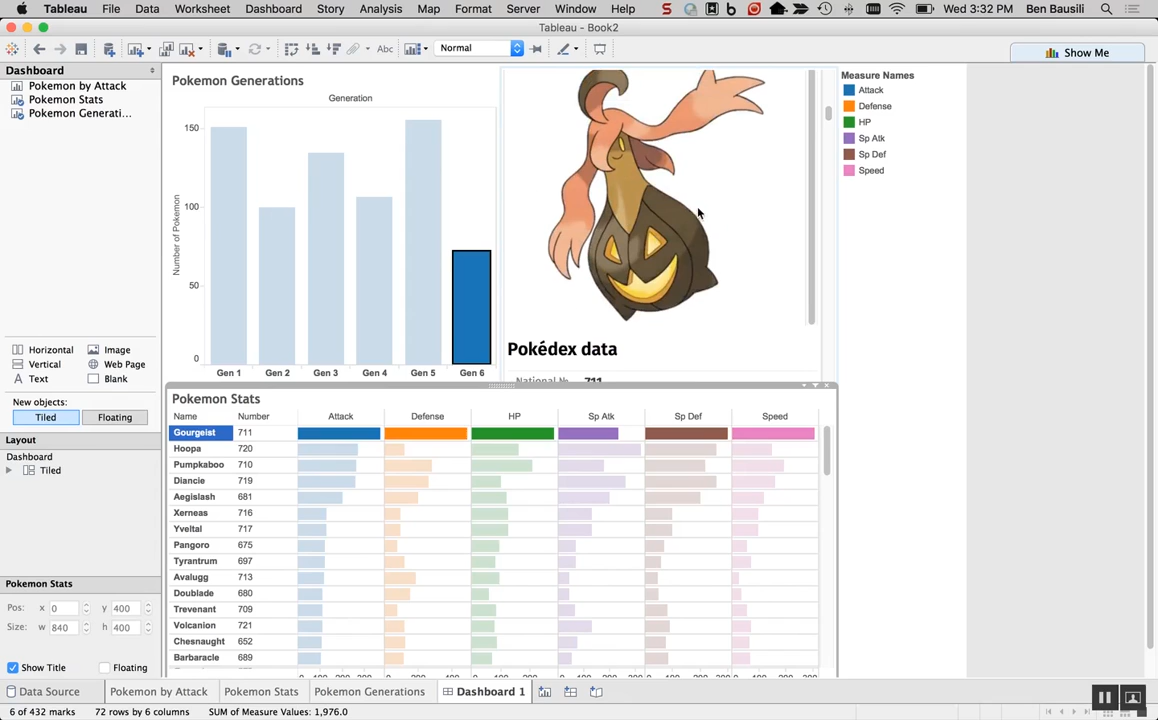 Tableau File Data Worksheet Dashboard Story Analysis Map Format Server Window Help Wed 3:32 PM Ben Bausili
Tableau - Book2
Abc Normal Show Me
Dashboard
Pokemon by Attack
Pokemon Stats
Pokemon Generati...
Horizontal Image
Vertical Web Page
Text Blank
New objects:
Tiled Floating
Layout
Dashboard
Tiled
Pokemon Stats
Pos: x 0 y 400
Size: w 840 h 400
Show Title Floating
Pokemon Generations
Generation
Number of Pokemon
150
100
50
0
Gen 1 Gen 2 Gen 3 Gen 4 Gen 5 Gen 6
Pokédex data
National № 711
Measure Names
Attack
Defense
HP
Sp Atk
Sp Def
Speed
Pokemon Stats
Name Number Attack Defense HP Sp Atk Sp Def Speed
Gourgeist 711
Hoopa 720
Pumpkaboo 710
Diancie 719
Aegislash 681
Xerneas 716
Yveltal 717
Pangoro 675
Tyrantrum 697
Avalugg 713
Doublade 680
Trevenant 709
Volcanion 721
Chesnaught 652
Barbaracle 689
Data Source Pokemon by Attack Pokemon Stats Pokemon Generations Dashboard 1
6 of 432 marks 72 rows by 6 columns SUM of Measure Values: 1,976.0